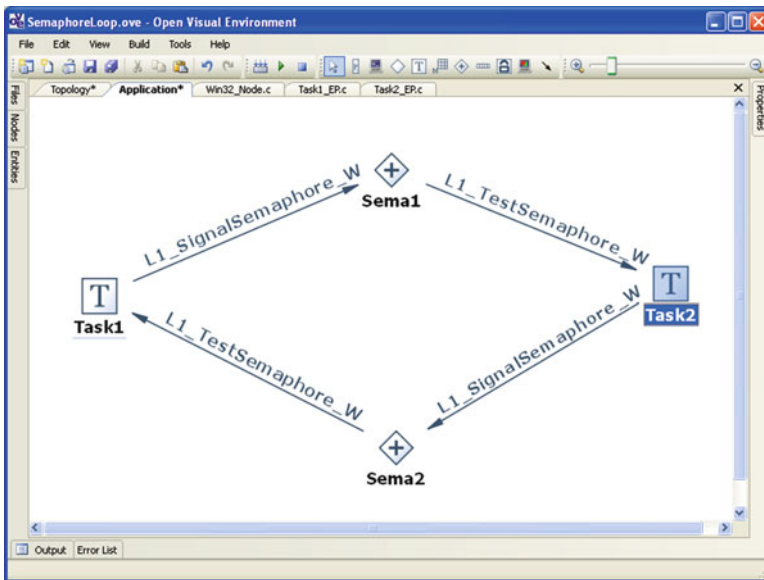 SemaphoreLoop.ove - Open Visual Environment
File Edit View Build Tools Help
Files
Nodes
Entities
Topology* Application* Win32_Node.c Task1_EP.c Task2_EP.c
Properties
Sema1
L1_SignalSemaphore_W
L1_TestSemaphore_W
T
Task1
T
Task2
L1_TestSemaphore_W
L1_SignalSemaphore_W
Sema2
Output Error List